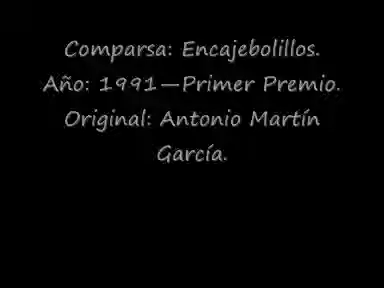 Comparsa: Encajebolillos.
Año: 1991—Primer Premio.
Original: Antonio Martín
García.